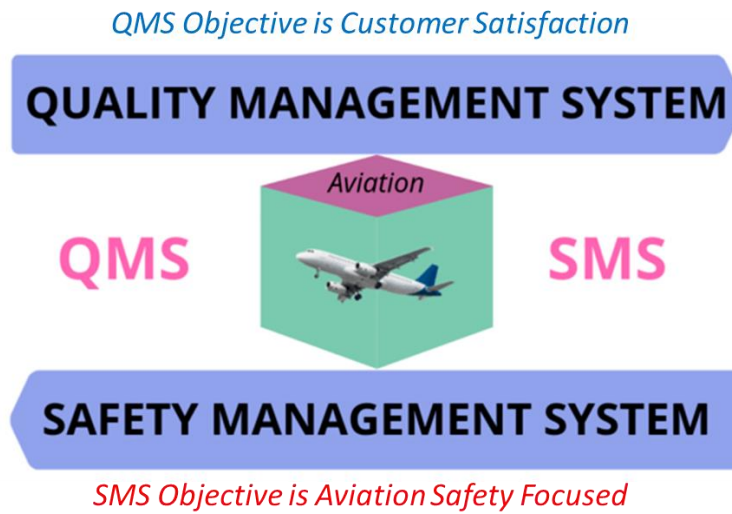 QMS Objective is Customer Satisfaction
QUALITY MANAGEMENT SYSTEM
Aviation
QMS
SMS
SAFETY MANAGEMENT SYSTEM
SMS Objective is Aviation Safety Focused